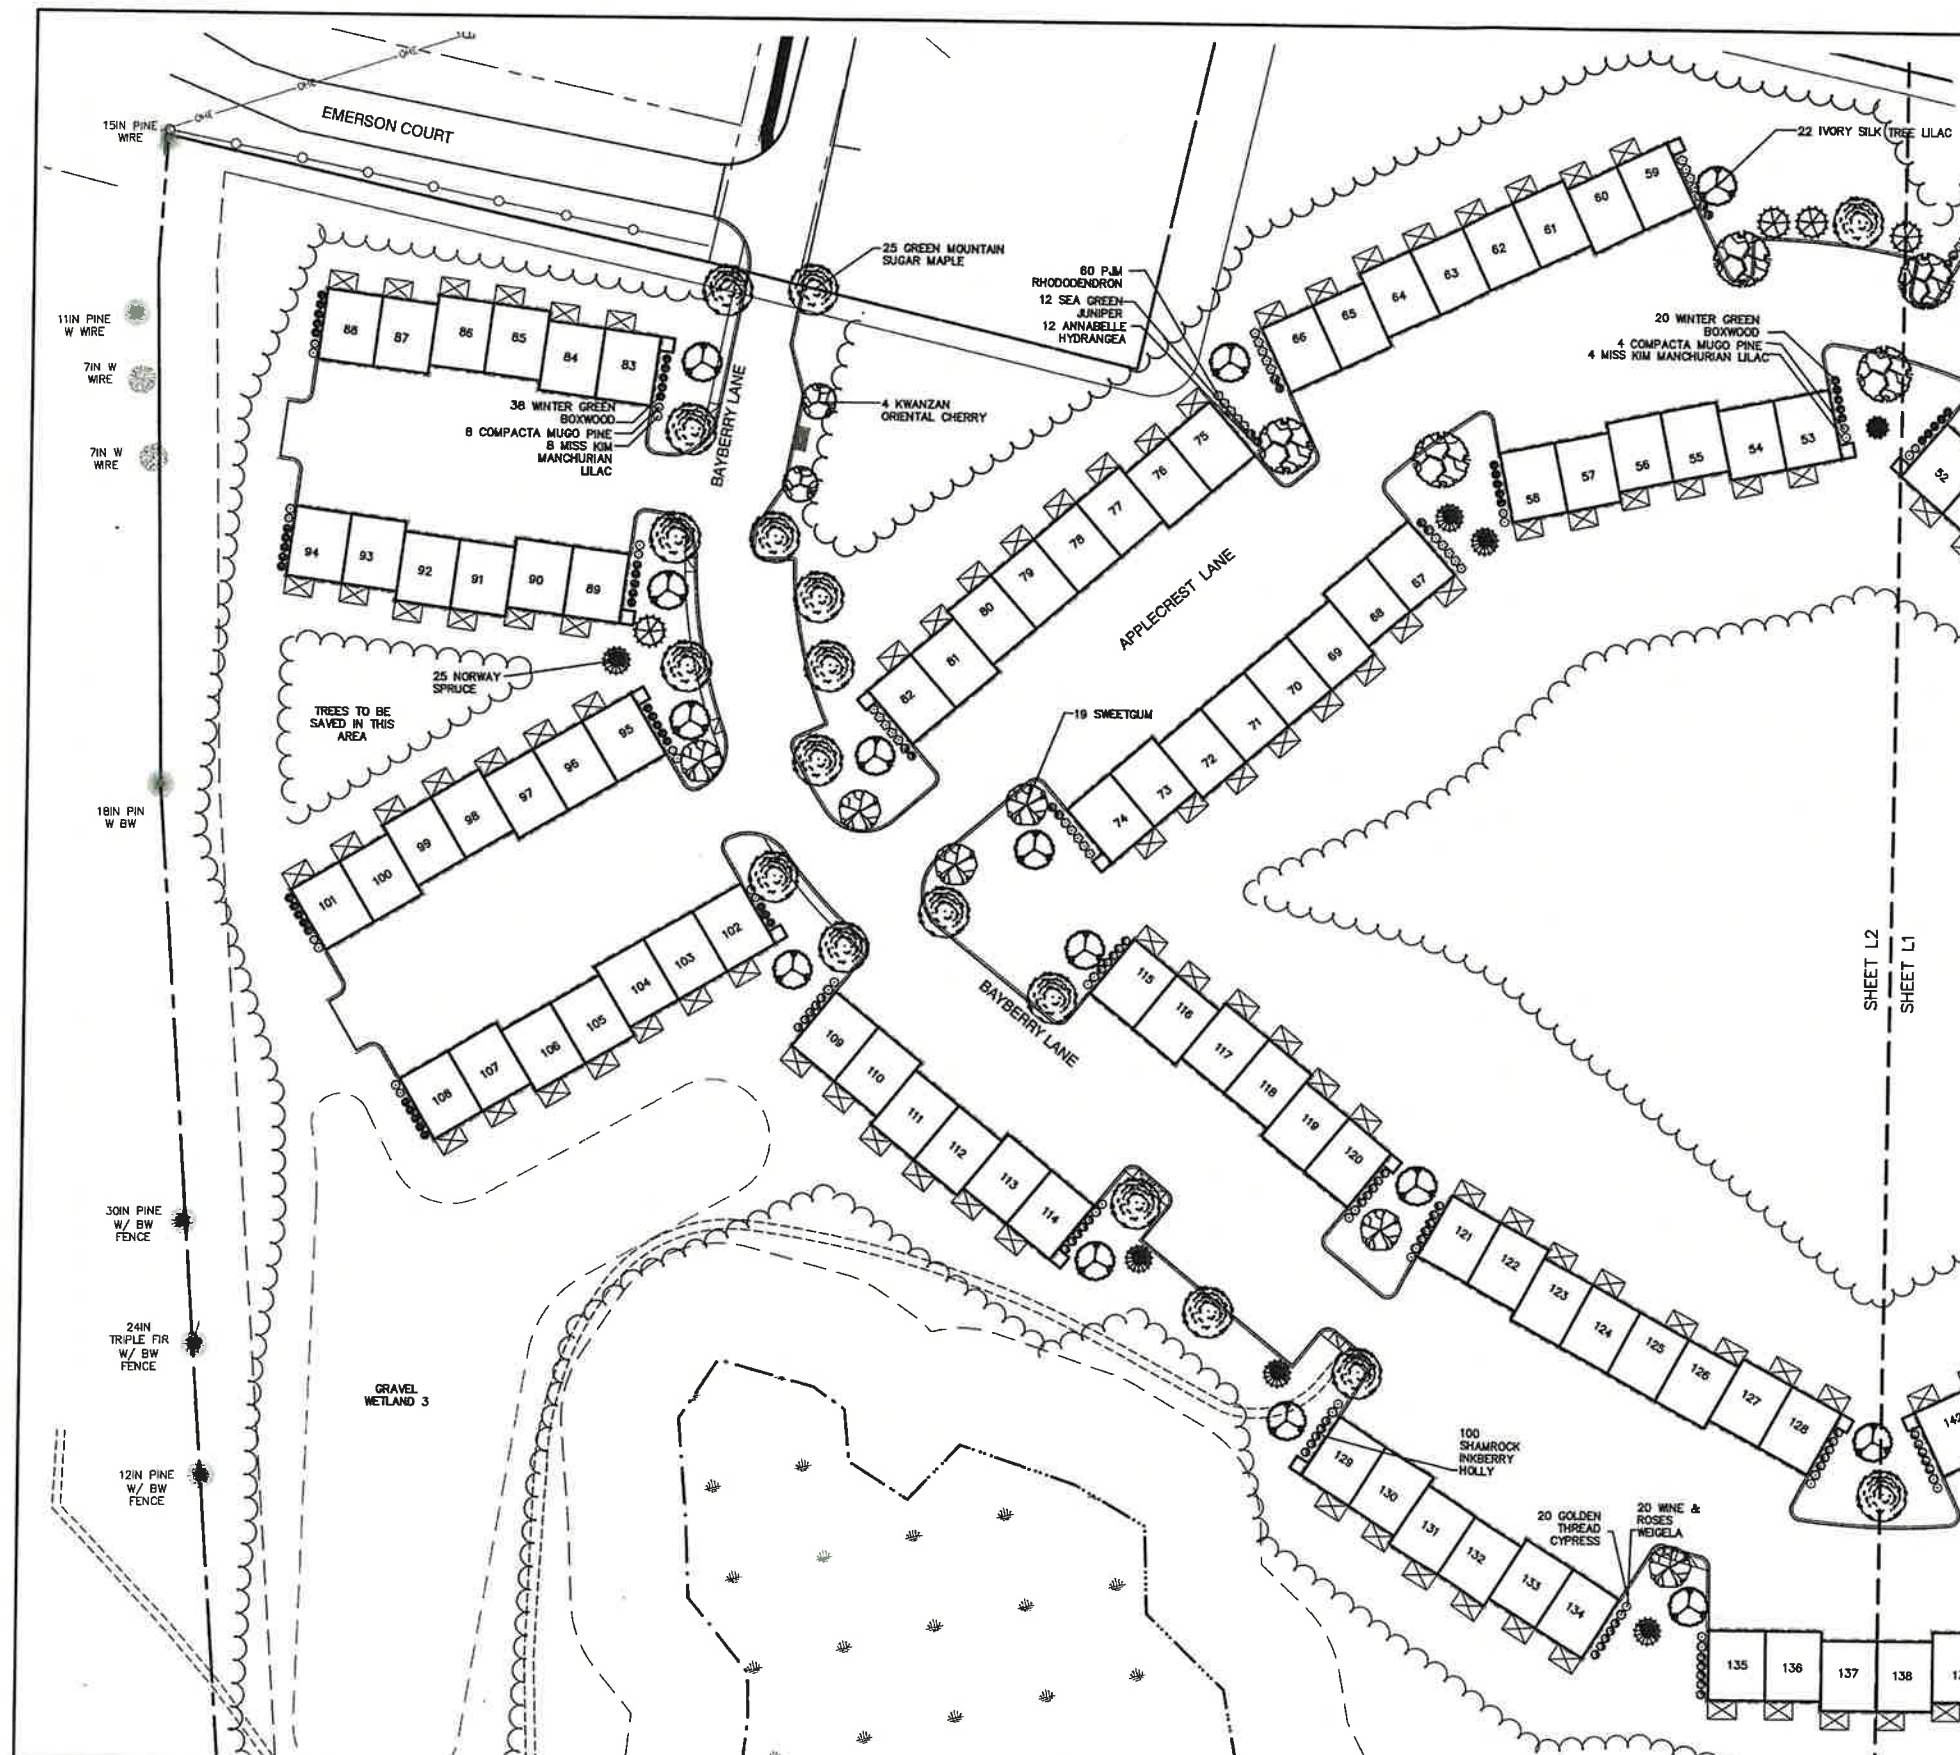 OHE
OHE
OHE
EMERSON COURT
15IN PINE
WIRE
22 IVORY SILK TREE LILAC
25 GREEN MOUNTAIN
SUGAR MAPLE
60 PJM
RHODODENDRON
12 SEA GREEN
JUNIPER
12 ANNABELLE
HYDRANGEA
59
60
61
62
63
64
65
66
20 WINTER GREEN
BOXWOOD
4 COMPACTA MUGO PINE
4 MISS KIM MANCHURIAN LILAC
11IN PINE
W WIRE
7IN W
WIRE
7IN W
WIRE
88
87
86
85
84
83
38 WINTER GREEN
BOXWOOD
8 COMPACTA MUGO PINE
8 MISS KIM
MANCHURIAN
LILAC
BAYBERRY LANE
4 KWANZAN
ORIENTAL CHERRY
75
76
77
78
79
80
81
82
58
57
56
55
54
53
52
94
93
92
91
90
89
APPLECREST LANE
67
68
69
70
71
72
73
74
25 NORWAY
SPRUCE
TREES TO BE
SAVED IN THIS
AREA
19 SWEETGUM
18IN PIN
W BW
95
96
97
98
99
100
101
102
103
104
105
106
107
108
SHEET L2
SHEET L1
BAYBERRY LANE
109
110
111
112
113
114
115
116
117
118
119
120
121
122
123
124
125
126
127
128
142
30IN PINE
W/ BW
FENCE
24IN
TRIPLE FIR
W/ BW
FENCE
12IN PINE
W/ BW
FENCE
GRAVEL
WETLAND 3
100
SHAMROCK
INKBERRY
HOLLY
129
130
131
132
133
134
20 GOLDEN
THREAD
CYPRESS
20 WINE &
ROSES
WEIGELA
135
136
137
138